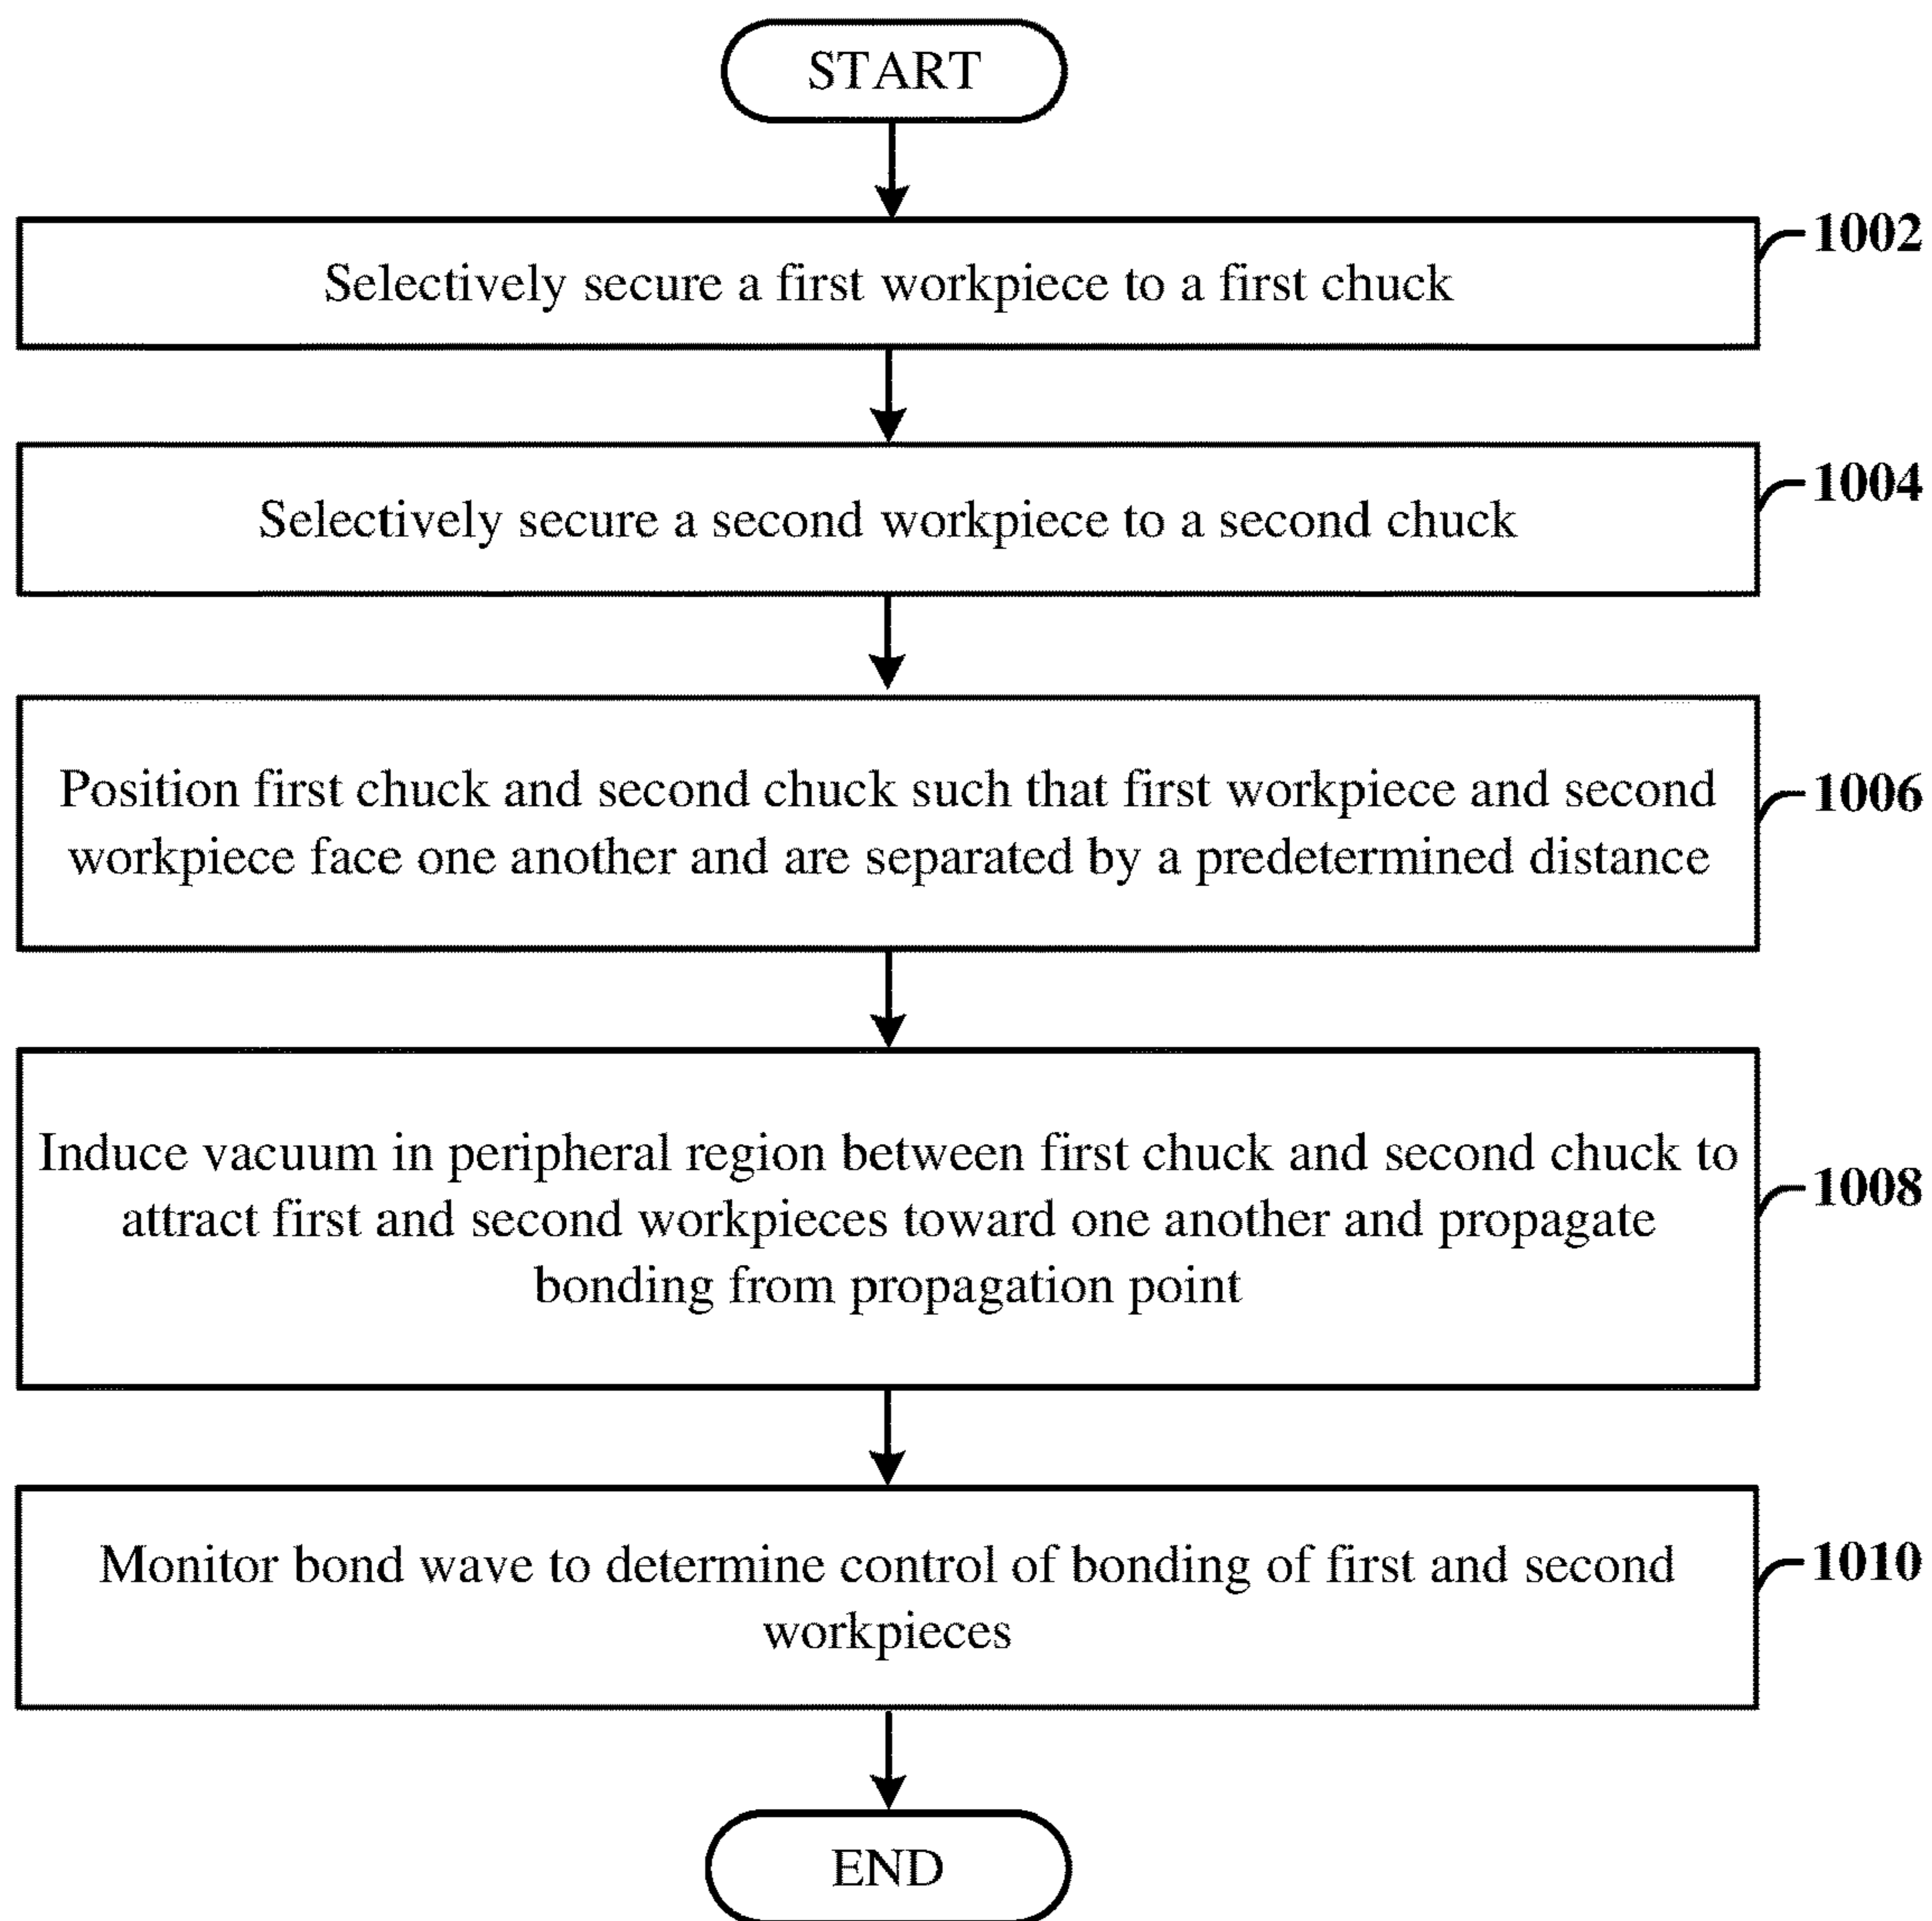 START
1002
Selectively secure a first workpiece to a first chuck
1004
Selectively secure a second workpiece to a second chuck
Position first chuck and second chuck such that first workpiece and second
workpiece face one another and are separated by a predetermined distance
1006
Induce vacuum in peripheral region between first chuck and second chuck to
attract first and second workpieces toward one another and propagate
bonding from propagation point
1008
Monitor bond wave to determine control of bonding of first and second
workpieces
1010
END